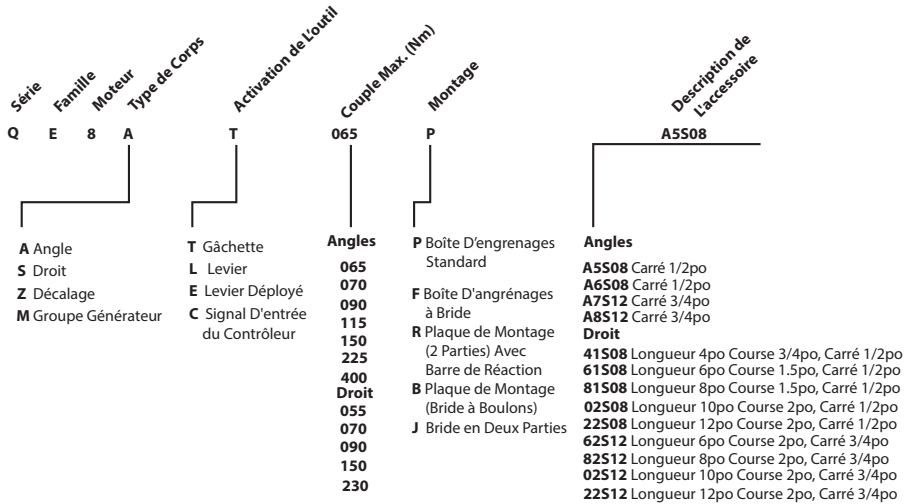 Série
Famille
Moteur
Type de Corps
Activation de L'outil
Couple Max. (Nm)
Montage
Description de
L'accessoire
Q E 8 A T 065 P A5S08
A Angle
S Droit
Z Décalage
M Groupe Générateur
T Gâchette
L Levier
E Levier Déployé
C Signal D'entrée
du Contrôleur
Angles
065
070
090
115
150
225
400
Droit
055
070
090
150
230
P Boîte D'engrenages
Standard
F Boîte D'angrénages
à Bride
R Plaque de Montage
(2 Parties) Avec
Barre de Réaction
B Plaque de Montage
(Bride à Boulons)
J Bride en Deux Parties
Angles
A5S08 Carré 1/2po
A6S08 Carré 1/2po
A7S12 Carré 3/4po
A8S12 Carré 3/4po
Droit
41S08 Longueur 4po Course 3/4po, Carré 1/2po
61S08 Longueur 6po Course 1.5po, Carré 1/2po
81S08 Longueur 8po Course 1.5po, Carré 1/2po
02S08 Longueur 10po Course 2po, Carré 1/2po
22S08 Longueur 12po Course 2po, Carré 1/2po
62S12 Longueur 6po Course 2po, Carré 3/4po
82S12 Longueur 8po Course 2po, Carré 3/4po
02S12 Longueur 10po Course 2po, Carré 3/4po
22S12 Longueur 12po Course 2po, Carré 3/4po